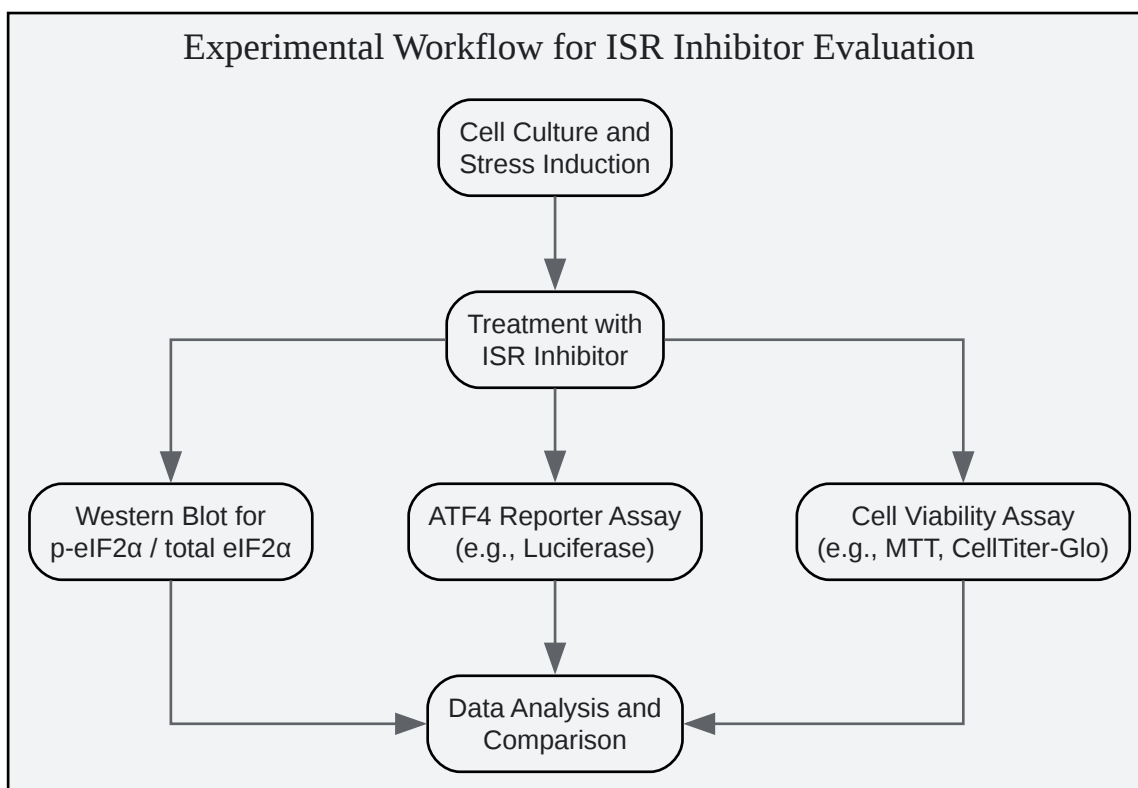 Experimental Workflow for ISR Inhibitor Evaluation
Cell Culture and
Stress Induction
Treatment with
ISR Inhibitor
Western Blot for
p-eIF2α / total eIF2α
ATF4 Reporter Assay
(e.g., Luciferase)
Cell Viability Assay
(e.g., MTT, CellTiter-Glo)
Data Analysis and
Comparison